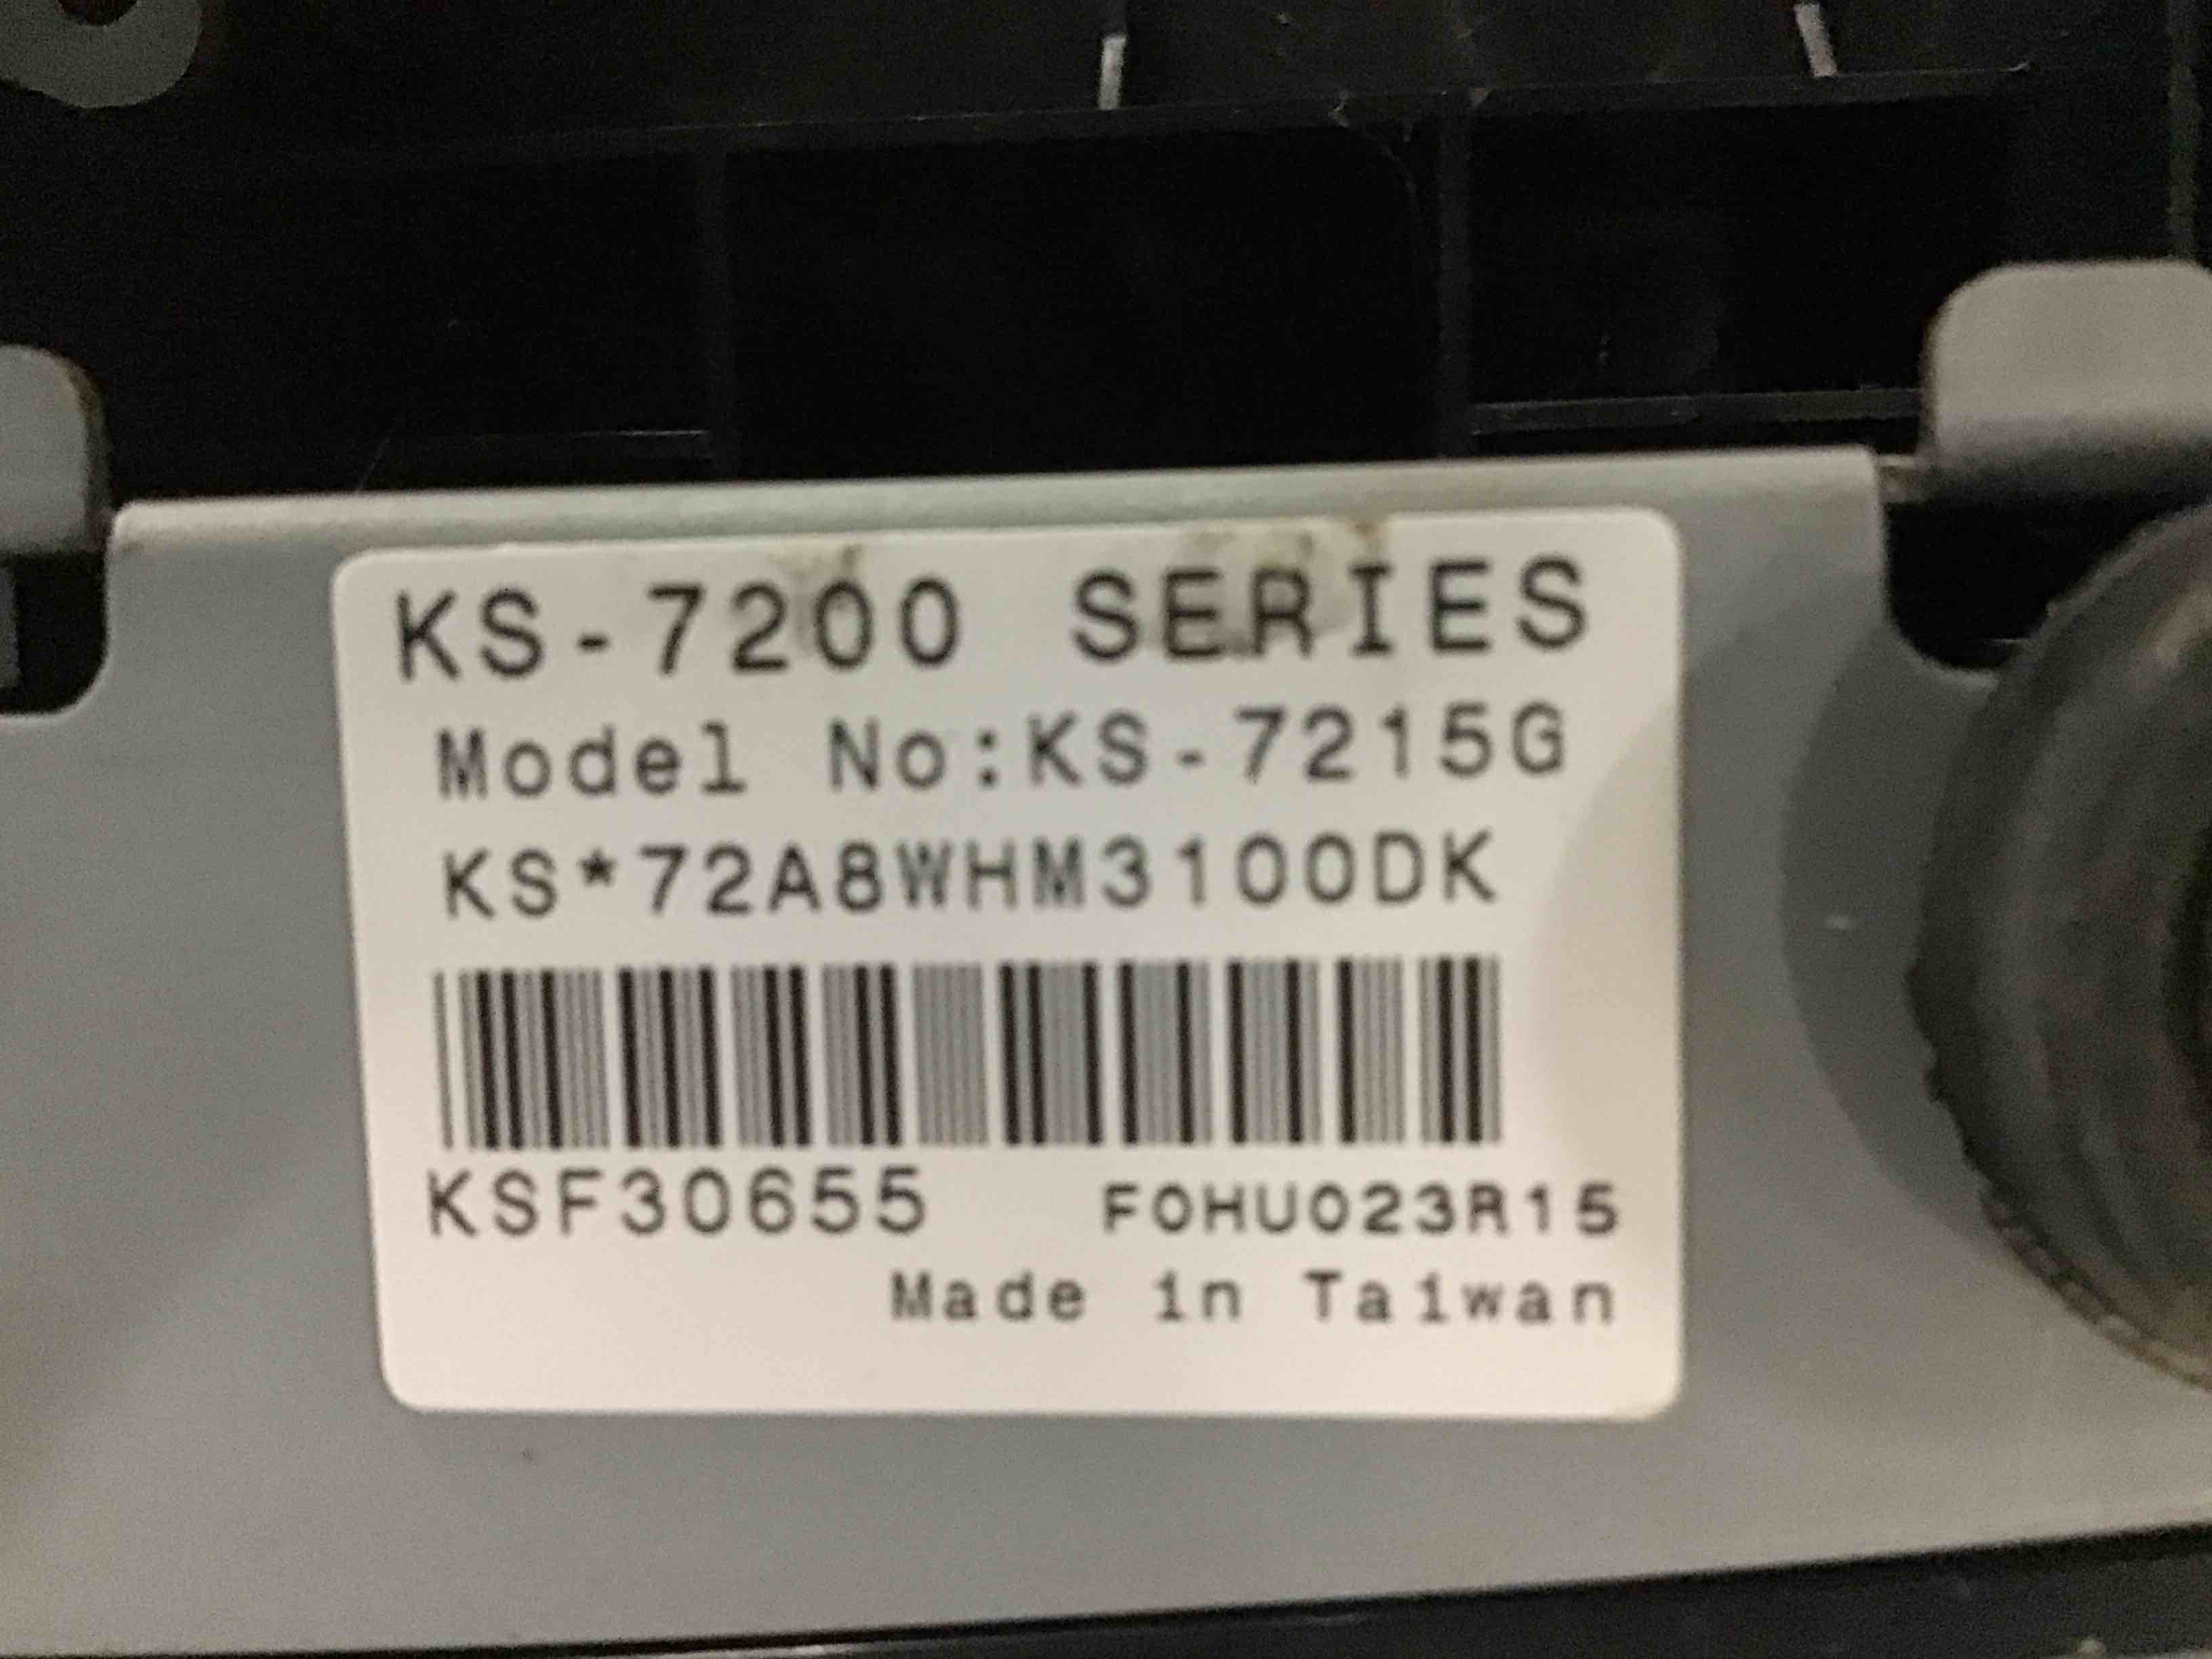 KS-7200 SERIES
Model No:KS-7215G
KS*72A8WHM3100DK
KSF30655 F0HU023R15
Made in Taiwan